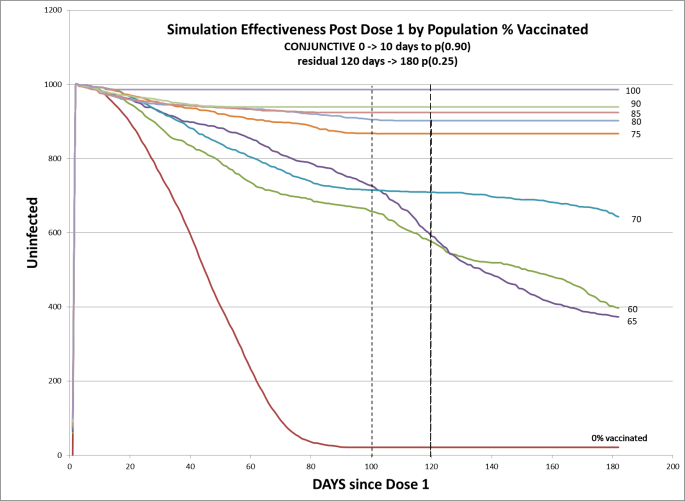 Simulation Effectiveness Post Dose 1 by Population % Vaccinated
CONJUNCTIVE 0 -> 10 days to p(0.90)
residual 120 days -> 180 p(0.25)
1200
1000
800
600
400
200
0
Uninfected
100
90
85
80
75
70
60
65
0% vaccinated
0 20 40 60 80 100 120 140 160 180 200
DAYS since Dose 1